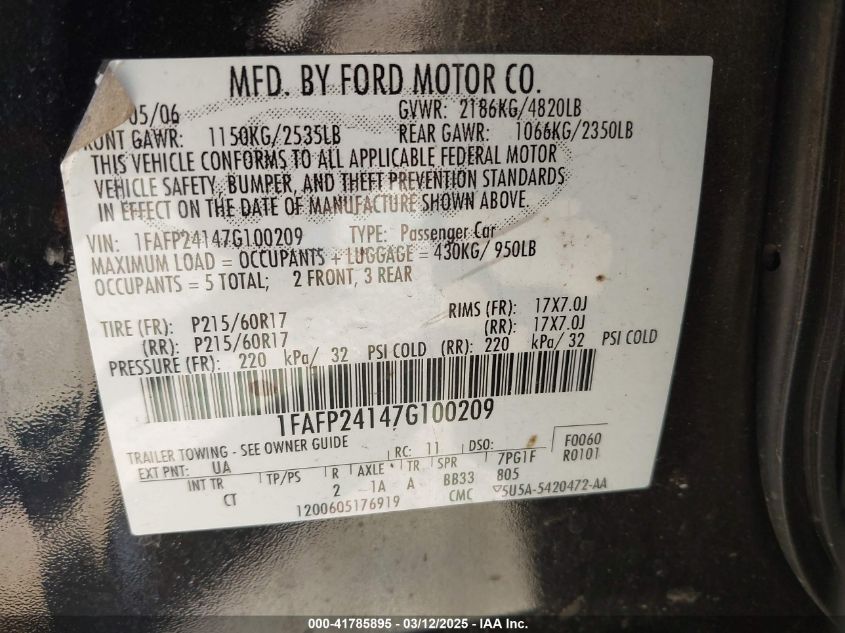 MFD. BY FORD MOTOR CO.
05/06 GVWR: 2186KG/4820LB
RONT GAWR: 1150KG/2535LB REAR GAWR: 1066KG/2350LB
THIS VEHICLE CONFORMS TO ALL APPLICABLE FEDERAL MOTOR
VEHICLE SAFETY, BUMPER, AND THEFT PREVENTION STANDARDS
IN EFFECT ON THE DATE OF MANUFACTURE SHOWN ABOVE.
VIN: 1FAFP24147G100209 TYPE: Passenger Car
MAXIMUM LOAD = OCCUPANTS + LUGGAGE = 430KG/ 950LB
OCCUPANTS = 5 TOTAL; 2 FRONT, 3 REAR
TIRE (FR): P215/60R17 RIMS (FR): 17X7.0J
(RR): P215/60R17 (RR): 17X7.0J
PRESSURE (FR): 220 kPa/ 32 PSI COLD (RR): 220 kPa/ 32 PSI COLD
1FAFP24147G100209
TRAILER TOWING - SEE OWNER GUIDE
EXT PNT: UA RC: 11 DSO: F0060
R0101
INT TR TP/PS R AXLE TR SPR 7PG1F
CT 2 1A A BB33 805
1200605176919 CMC ▽5U5A-5420472-AA
000-41785895 - 03/12/2025 - IAA Inc.